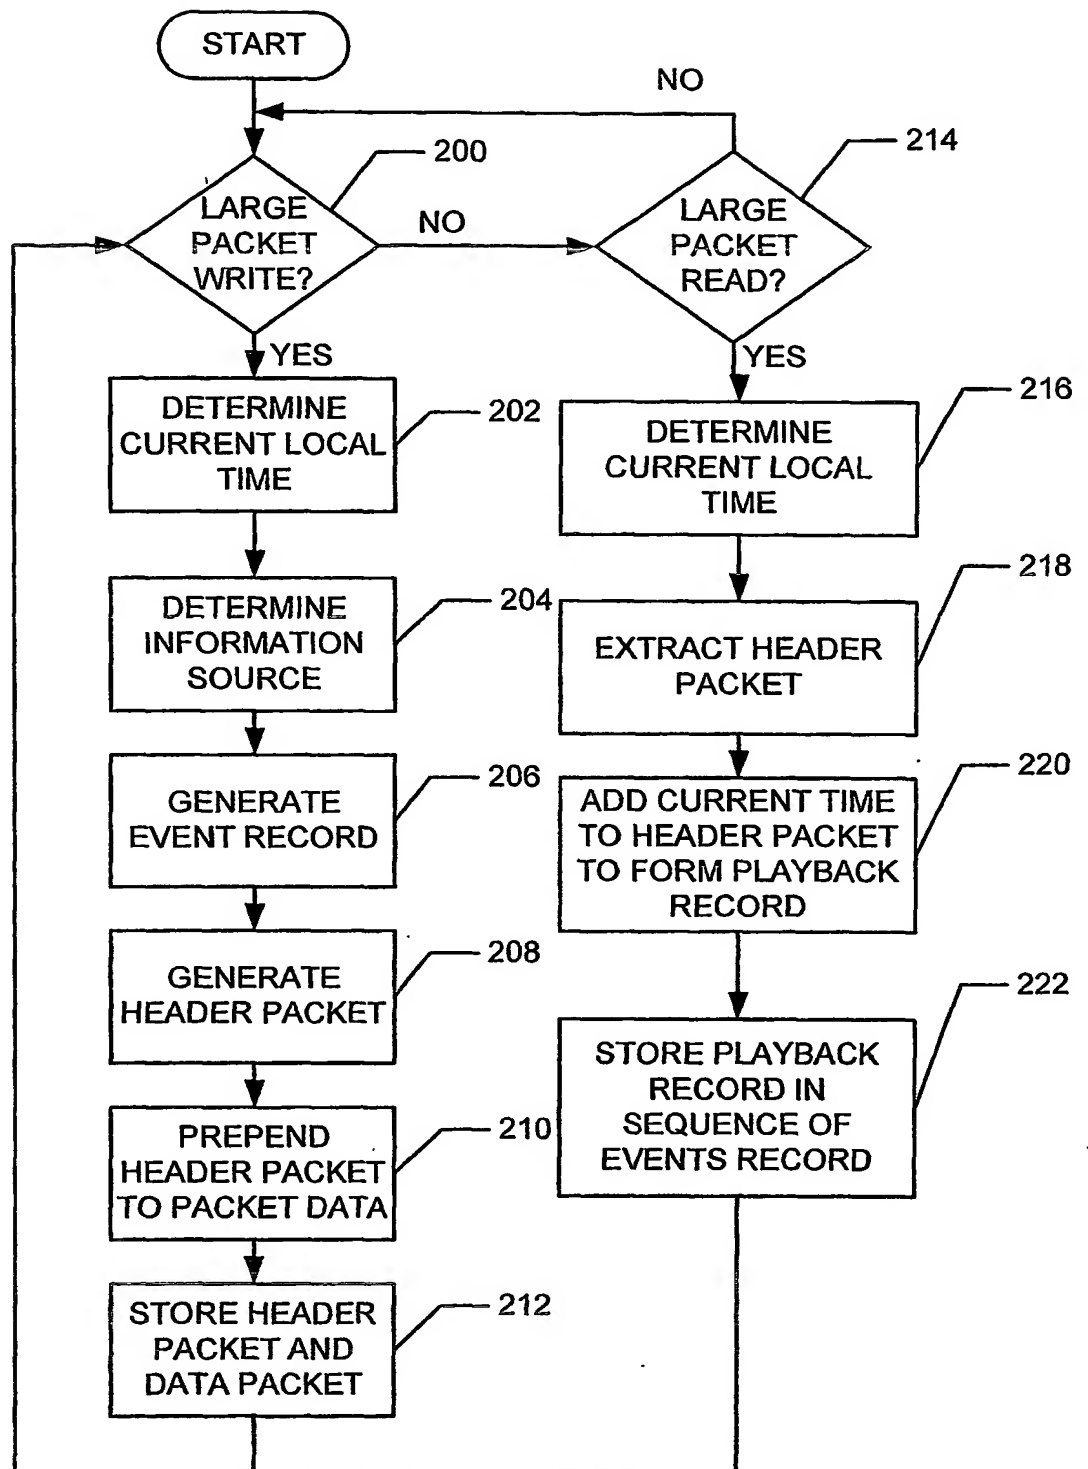 START
NO
200
214
LARGE
PACKET
WRITE?
NO
LARGE
PACKET
READ?
YES
YES
DETERMINE
CURRENT LOCAL
TIME
202
DETERMINE
CURRENT LOCAL
TIME
216
DETERMINE
INFORMATION
SOURCE
204
EXTRACT HEADER
PACKET
218
GENERATE
EVENT RECORD
206
ADD CURRENT TIME
TO HEADER PACKET
TO FORM PLAYBACK
RECORD
220
GENERATE
HEADER PACKET
208
STORE PLAYBACK
RECORD IN
SEQUENCE OF
EVENTS RECORD
222
PREPEND
HEADER PACKET
TO PACKET DATA
210
STORE HEADER
PACKET AND
DATA PACKET
212